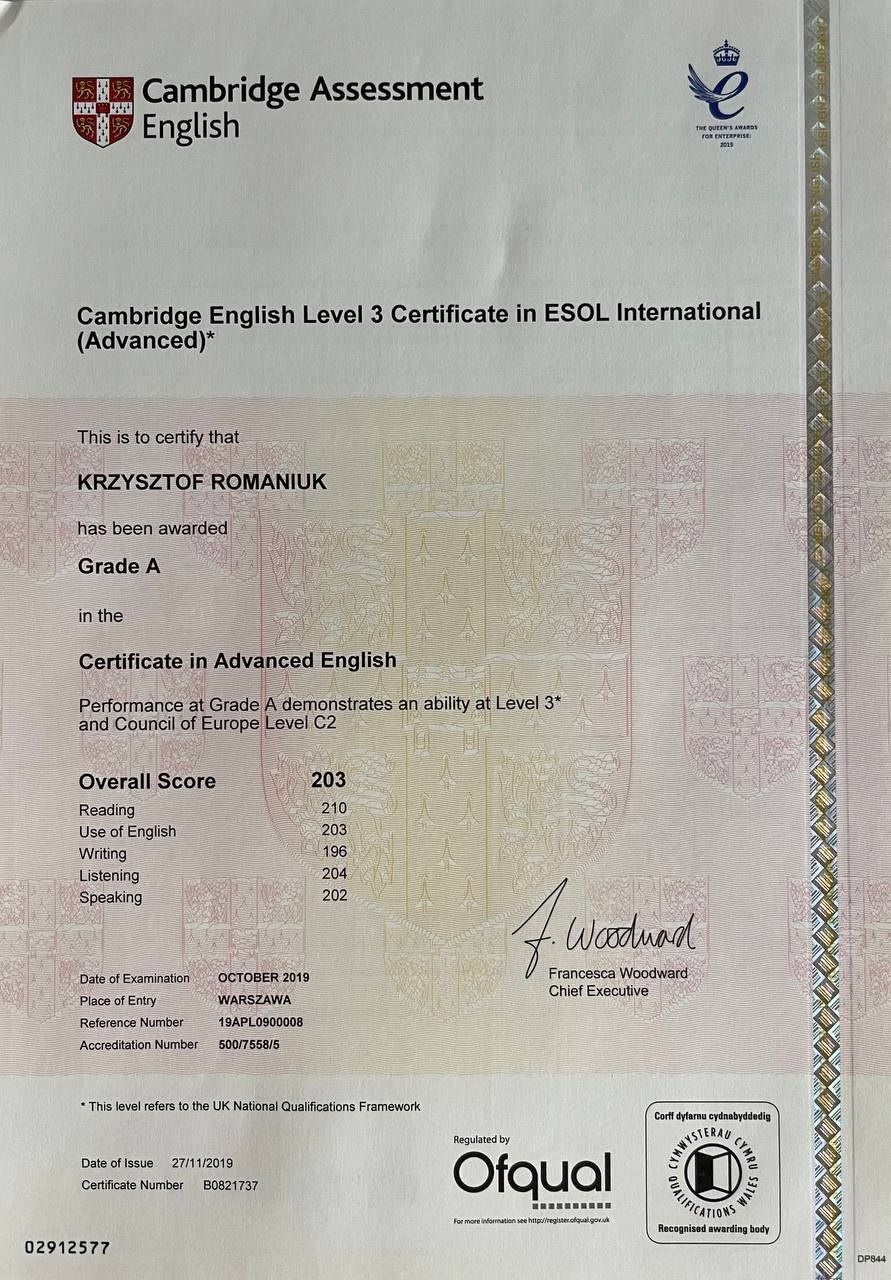 Cambridge Assessment
English
THE QUEEN'S AWARDS
FOR ENTERPRISE:
2015
Cambridge English Level 3 Certificate in ESOL International
(Advanced)*
This is to certify that
KRZYSZTOF ROMANIUK
has been awarded
Grade A
in the
Certificate in Advanced English
Performance at Grade A demonstrates an ability at Level 3*
and Council of Europe Level C2
Overall Score 203
Reading 210
Use of English 203
Writing 196
Listening 204
Speaking 202
F. Woodward
Francesca Woodward
Chief Executive
Date of Examination OCTOBER 2019
Place of Entry WARSZAWA
Reference Number 19APL0900008
Accreditation Number 500/7558/5
* This level refers to the UK National Qualifications Framework
Date of Issue 27/11/2019
Certificate Number B0821737
Regulated by
Ofqual
For more information see http://register.ofqual.gov.uk
Corff dyfarnu cydnabyddedig
CYMWYSTERAU CYMRU
QUALIFICATIONS WALES
Recognised awarding body
02912577
DP844